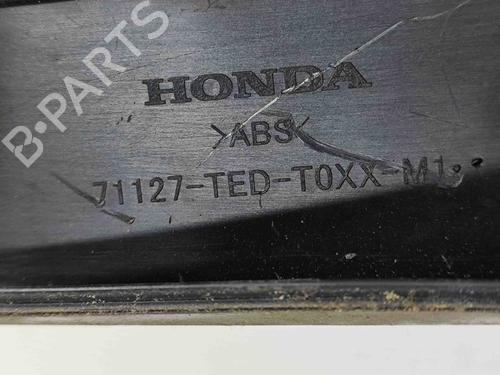 B-PARTS
HONDA
>ABS<
71127-TED-T0XX-M1